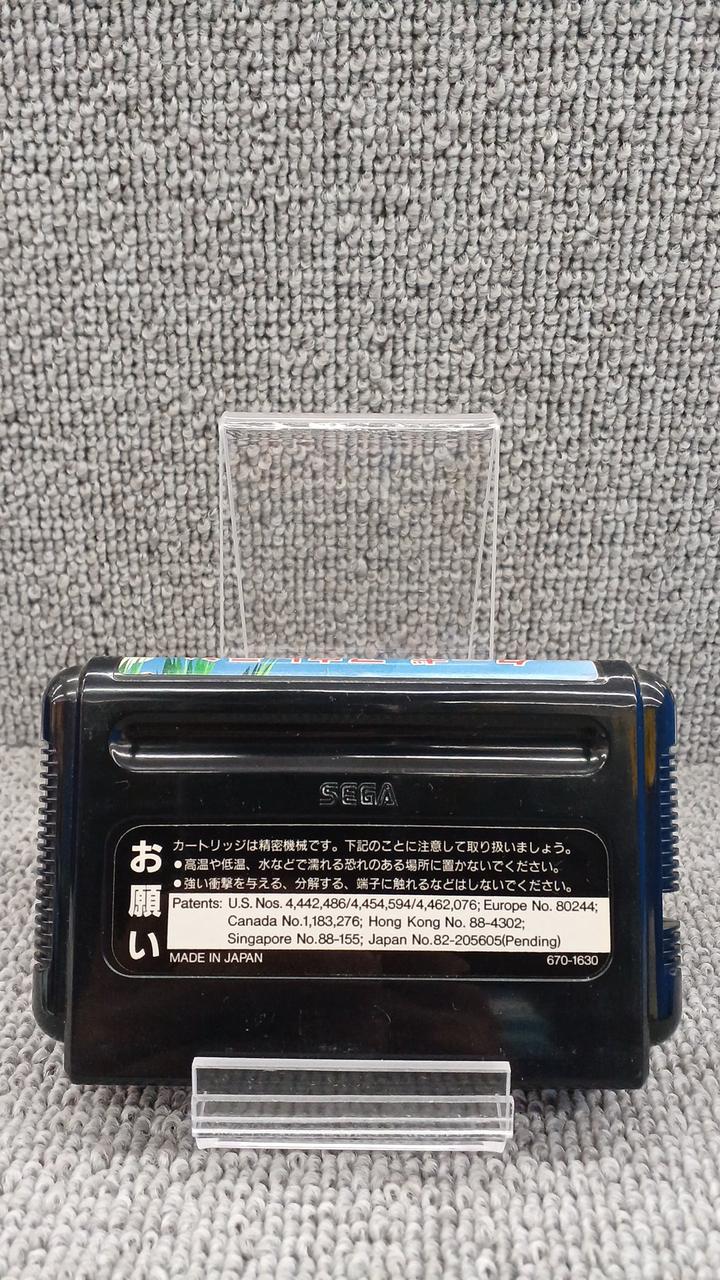 SEGA
お願い
カートリッジは精密機械です。下記のことに注意して取り扱いましょう。
●高温や低温、水などで濡れる恐れのある場所に置かないでください。
●強い衝撃を与える、分解する、端子に触れるなどはしないでください。
Patents: U.S. Nos. 4,442,486/4,454,594/4,462,076; Europe No. 80244;
Canada No.1,183,276; Hong Kong No. 88-4302;
Singapore No.88-155; Japan No.82-205605(Pending)
MADE IN JAPAN
670-1630